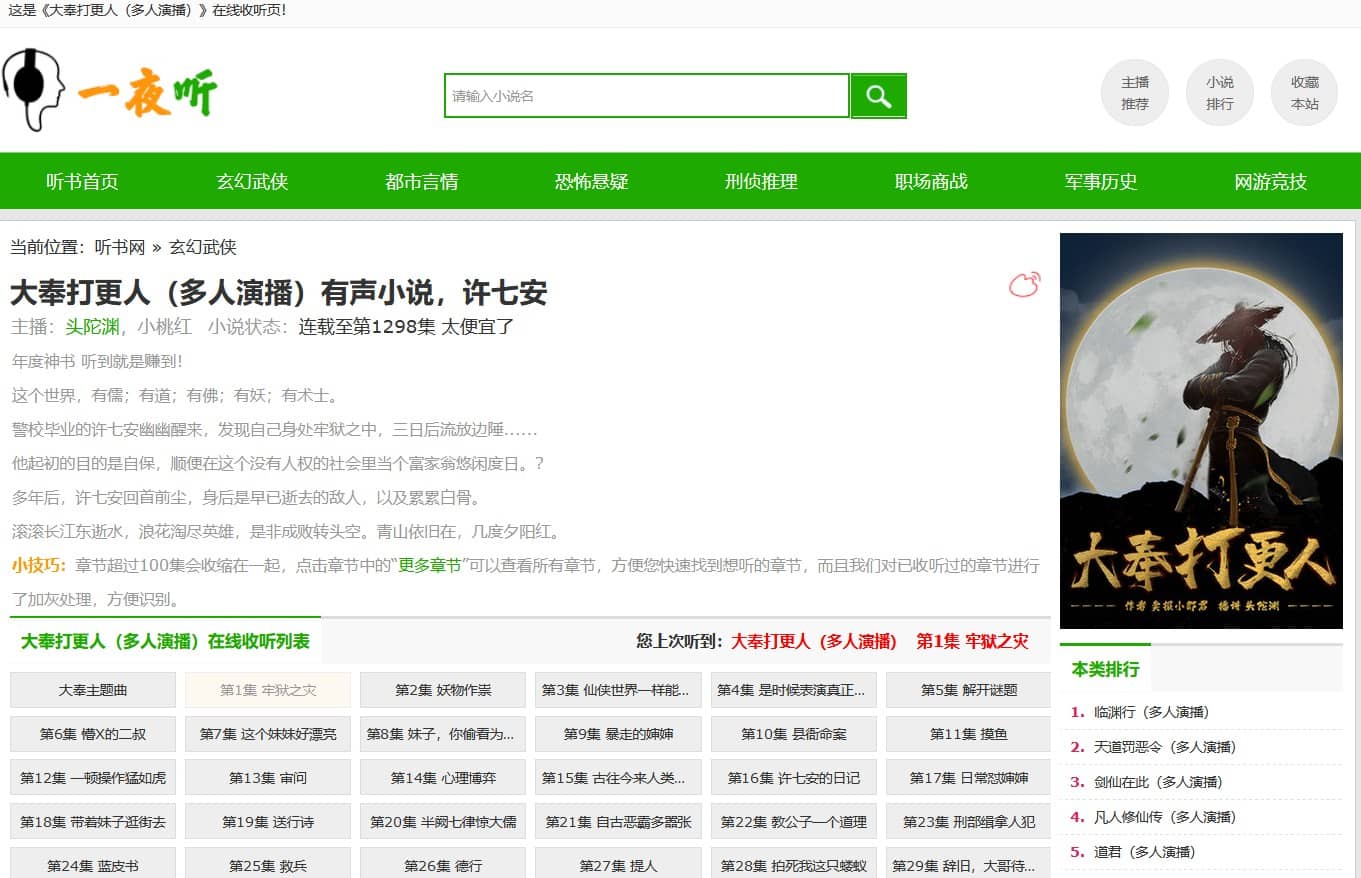 这是《大奉打更人（多人演播）》在线收听页！
一夜听
请输入小说名
主播
推荐
小说
排行
收藏
本站
听书首页 玄幻武侠 都市言情 恐怖悬疑 刑侦推理 职场商战 军事历史 网游竞技
当前位置：听书网 » 玄幻武侠
大奉打更人（多人演播）有声小说，许七安
主播：头陀渊，小桃红 小说状态：连载至第1298集 太便宜了
年度神书 听到就是赚到！
这个世界，有儒；有道；有佛；有妖；有术士。
警校毕业的许七安幽幽醒来，发现自己身处牢狱之中，三日后流放边陲……
他起初的目的是自保，顺便在这个没有人权的社会里当个富家翁悠闲度日。?
多年后，许七安回首前尘，身后是早已逝去的敌人，以及累累白骨。
滚滚长江东逝水，浪花淘尽英雄，是非成败转头空。青山依旧在，几度夕阳红。
小技巧：章节超过100集会收缩在一起，点击章节中的“更多章节”可以查看所有章节，方便您快速找到想听的章节，而且我们对已收听过的章节进行
了加灰处理，方便识别。
大奉打更人（多人演播）在线收听列表
您上次听到：大奉打更人（多人演播） 第1集 牢狱之灾
大奉主题曲 第1集 牢狱之灾 第2集 妖物作祟 第3集 仙侠世界一样能... 第4集 是时候表演真正... 第5集 解开谜题
第6集 懵X的二叔 第7集 这个妹妹好漂亮 第8集 妹子，你偷看为... 第9集 暴走的婶婶 第10集 县衙命案 第11集 摸鱼
第12集 一顿操作猛如虎 第13集 审问 第14集 心理博弈 第15集 古往今来人类... 第16集 许七安的日记 第17集 日常怼婶婶
第18集 带着妹子逛街去 第19集 送行诗 第20集 半阙七律惊大儒 第21集 自古恶霸多嚣张 第22集 教公子一个道理 第23集 刑部缉拿人犯
第24集 蓝皮书 第25集 救兵 第26集 德行 第27集 提人 第28集 拍死我这只蝼蚁 第29集 辞旧，大哥待...
大奉打更人
作者 卖报小郎君 播讲 头陀渊
本类排行
1. 临渊行（多人演播）
2. 天道罚恶令（多人演播）
3. 剑仙在此（多人演播）
4. 凡人修仙传（多人演播）
5. 道君（多人演播）